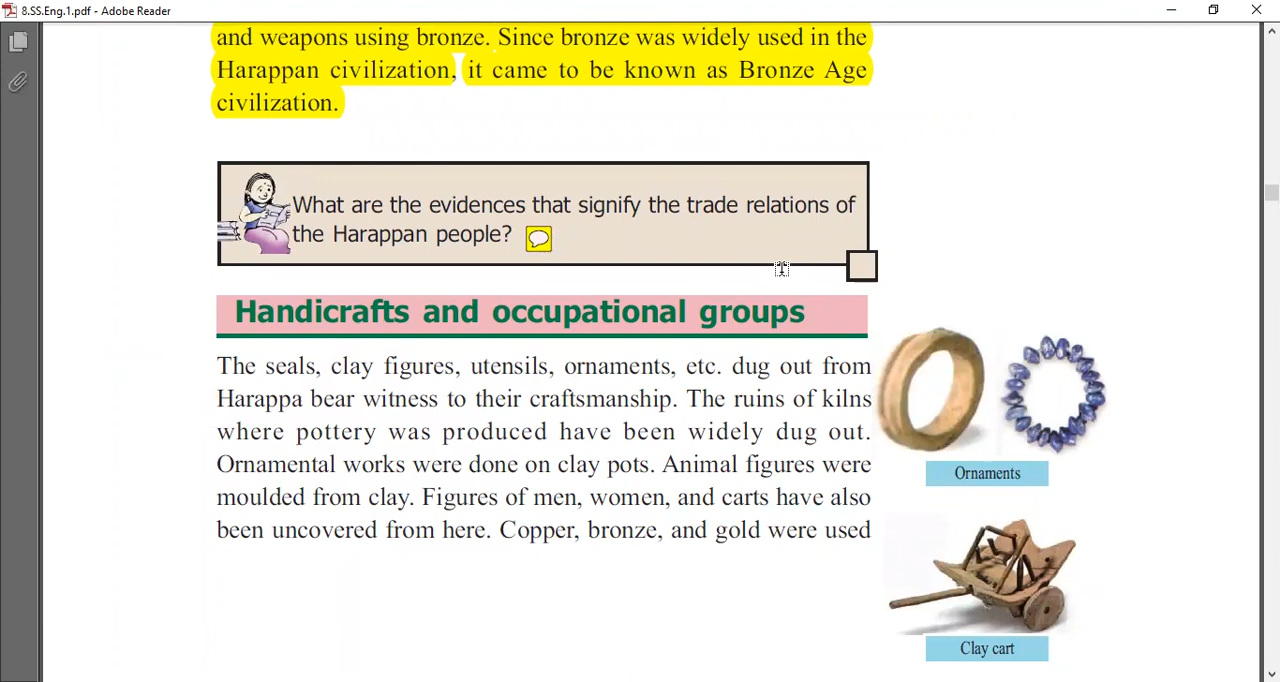 8.SS.Eng.1.pdf - Adobe Reader
and weapons using bronze. Since bronze was widely used in the
Harappan civilization, it came to be known as Bronze Age
civilization.
What are the evidences that signify the trade relations of
the Harappan people?
Handicrafts and occupational groups
The seals, clay figures, utensils, ornaments, etc. dug out from
Harappa bear witness to their craftsmanship. The ruins of kilns
where pottery was produced have been widely dug out.
Ornamental works were done on clay pots. Animal figures were
moulded from clay. Figures of men, women, and carts have also
been uncovered from here. Copper, bronze, and gold were used
Ornaments
Clay cart